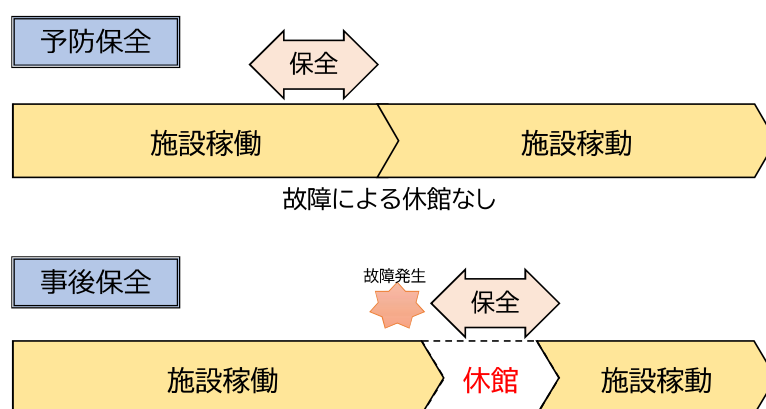 予防保全
保全
施設稼働
施設稼動
故障による休館なし
事後保全
故障発生
保全
施設稼働
休館
施設稼動